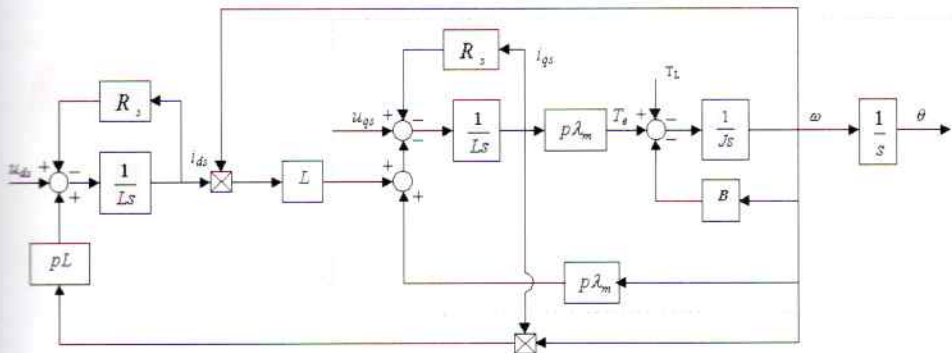 R s
i qs
T L
R s
u qs
+
−
−
1
Ls
pλ m
T e
+
−
−
1
Js
ω
1
s
θ
u ds
+
−
+
1
Ls
i ds
L
+
+
B
pL
pλ m